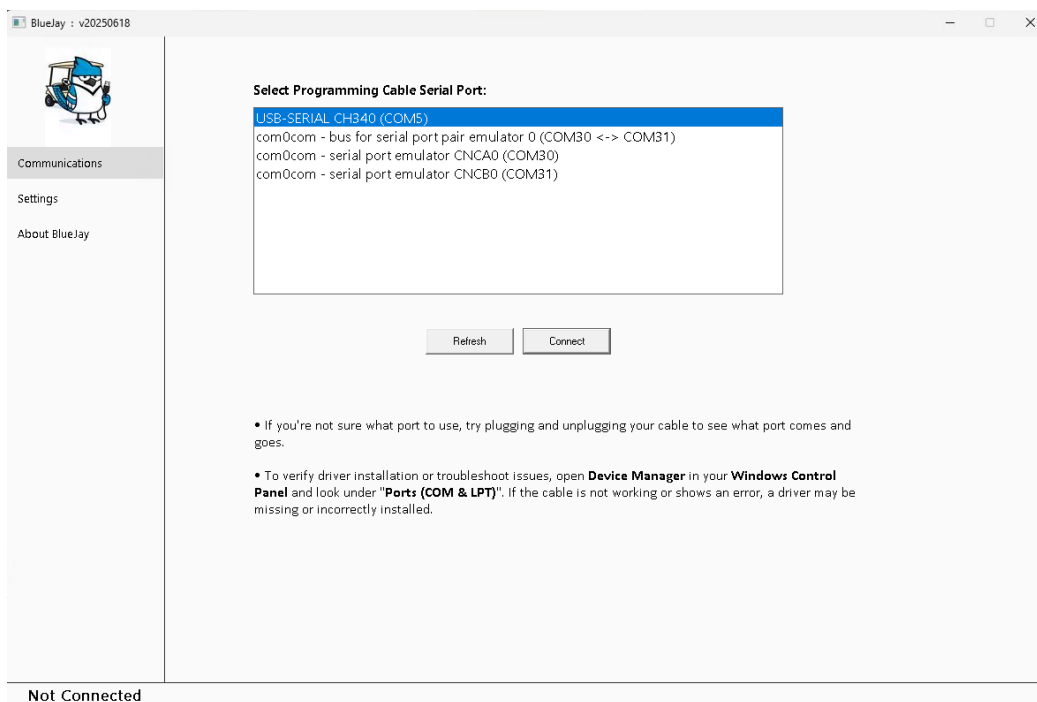 BlueJay : v20250618
Communications
Settings
About BlueJay
Select Programming Cable Serial Port:
USB-SERIAL CH340 (COM5)
com0com - bus for serial port pair emulator 0 (COM30 <-> COM31)
com0com - serial port emulator CNCA0 (COM30)
com0com - serial port emulator CNCB0 (COM31)
Refresh
Connect
• If you're not sure what port to use, try plugging and unplugging your cable to see what port comes and
goes.
• To verify driver installation or troubleshoot issues, open Device Manager in your Windows Control
Panel and look under "Ports (COM & LPT)". If the cable is not working or shows an error, a driver may be
missing or incorrectly installed.
Not Connected